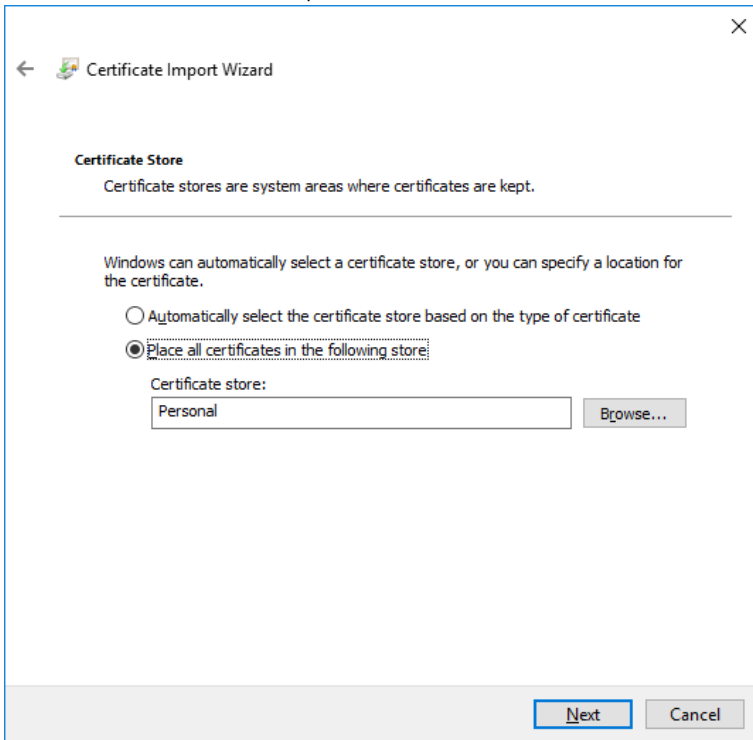 Certificate Import Wizard
Certificate Store
Certificate stores are system areas where certificates are kept.
Windows can automatically select a certificate store, or you can specify a location for
the certificate.
Automatically select the certificate store based on the type of certificate
Place all certificates in the following store
Certificate store:
Personal
Browse...
Next
Cancel